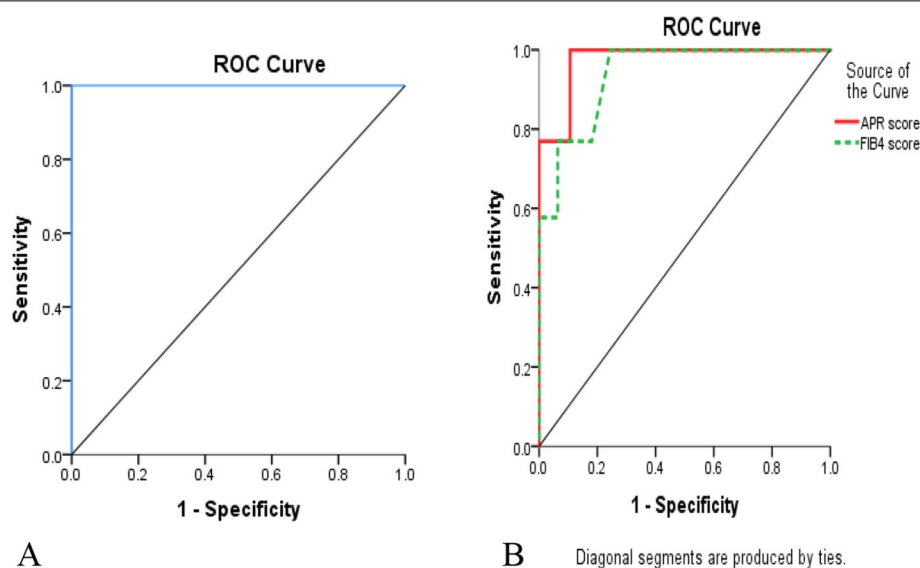 ROC Curve
1.0
0.8
0.6
0.4
0.2
0.0
Sensitivity
0.0 0.2 0.4 0.6 0.8 1.0
1 - Specificity
A
ROC Curve
1.0
0.8
0.6
0.4
0.2
0.0
Sensitivity
0.0 0.2 0.4 0.6 0.8 1.0
1 - Specificity
Source of
the Curve
APR score
FIB4 score
B
Diagonal segments are produced by ties.